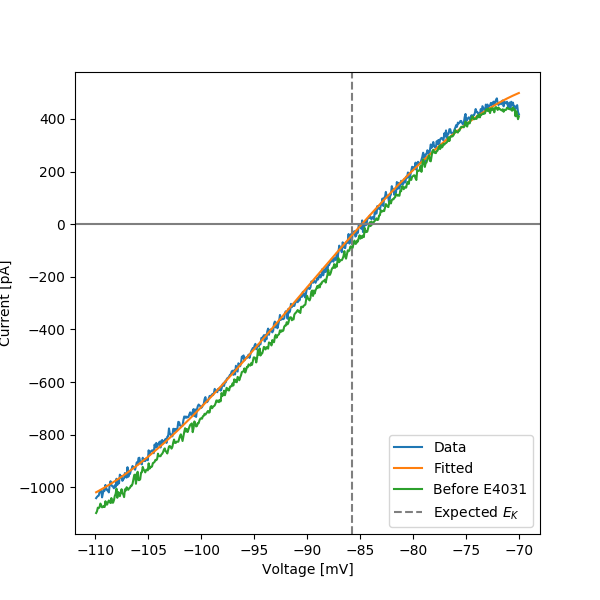 400
200
0
−200
−400
−600
−800
−1000
Current [pA]
−110 −105 −100 −95 −90 −85 −80 −75 −70
Voltage [mV]
Data
Fitted
Before E4031
Expected E_K